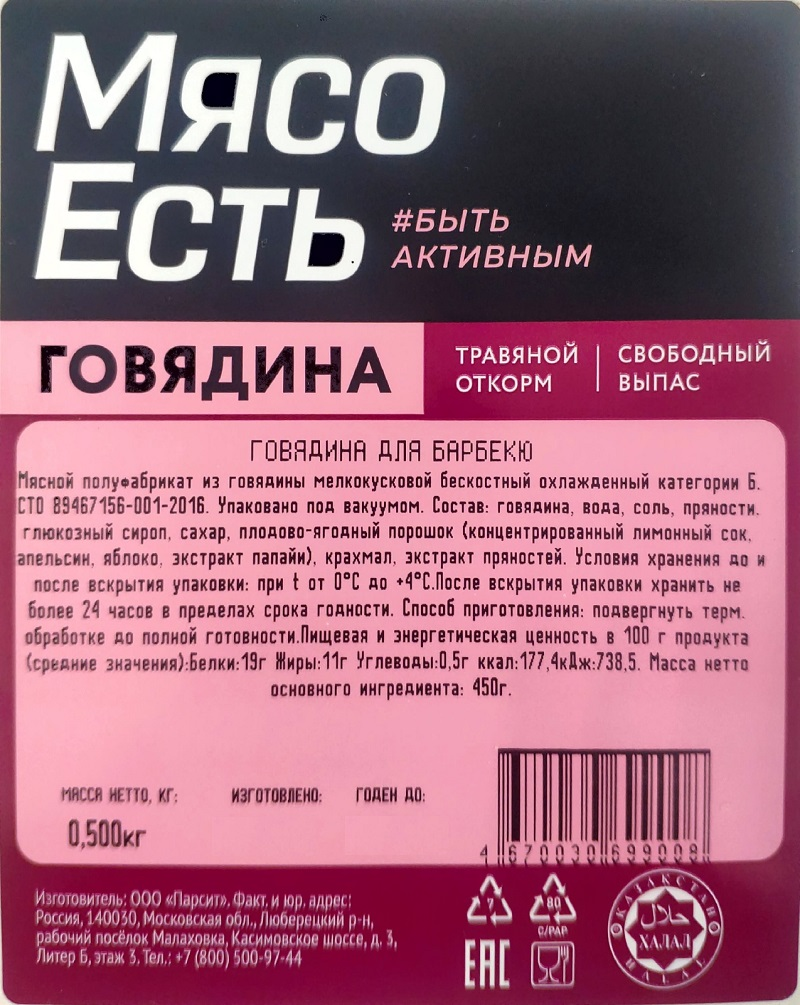 Мясо
Есть
#БЫТЬ
АКТИВНЫМ
ГОВЯДИНА
ТРАВЯНОЙ
ОТКОРМ
СВОБОДНЫЙ
ВЫПАС
ГОВЯДИНА ДЛЯ БАРБЕКЮ
Мясной полуфабрикат из говядины мелкокусковой бескостный охлажденный категории Б.
СТО 89467156-001-2016. Упаковано под вакуумом. Состав: говядина, вода, соль, пряности.
глюкозный сироп, сахар, плодово-ягодный порошок (концентрированный лимонный сок,
апельсин, яблоко, экстракт папайи), крахмал, экстракт пряностей. Условия хранения до и
после вскрытия упаковки: при t от 0°С до +4°С.После вскрытия упаковки хранить не
более 24 часов в пределах срока годности. Способ приготовления: подвергнуть терм.
обработке до полной готовности.Пищевая и энергетическая ценность в 100 г продукта
(средние значения):Белки:19г Жиры:11г Углеводы:0,5г ккал:177,4кДж:738,5. Масса нетто
основного ингредиента: 450г.
МАССА НЕТТО, КГ:
ИЗГОТОВЛЕНО:
ГОДЕН ДО:
0,500кг
4 670030 699008
Изготовитель: ООО «Парсит», Факт. и юр. адрес:
Россия, 140030, Московская обл., Люберецкий р-н,
рабочий посёлок Малаховка, Касимовское шоссе, д. 3,
Литер Б, этаж 3. Тел.: +7 (800) 500-97-44
7
80
C/PAP
EAC
КАЗАКСТАН
حلال
ХАЛАЛ
HALAL